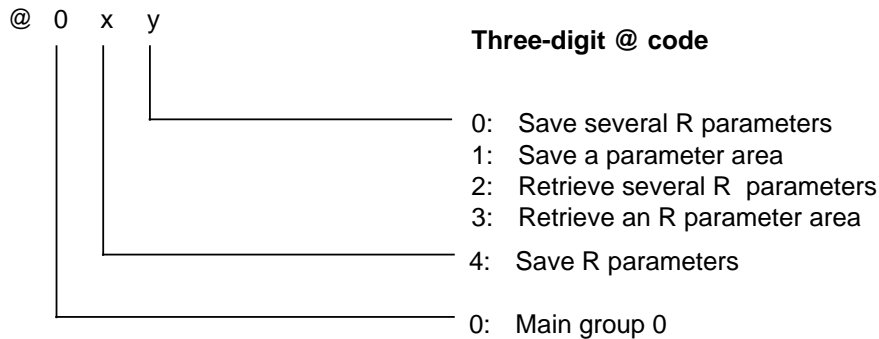 @ 0 x y
Three-digit @ code
0: Save several R parameters
1: Save a parameter area
2: Retrieve several R parameters
3: Retrieve an R parameter area
4: Save R parameters
0: Main group 0